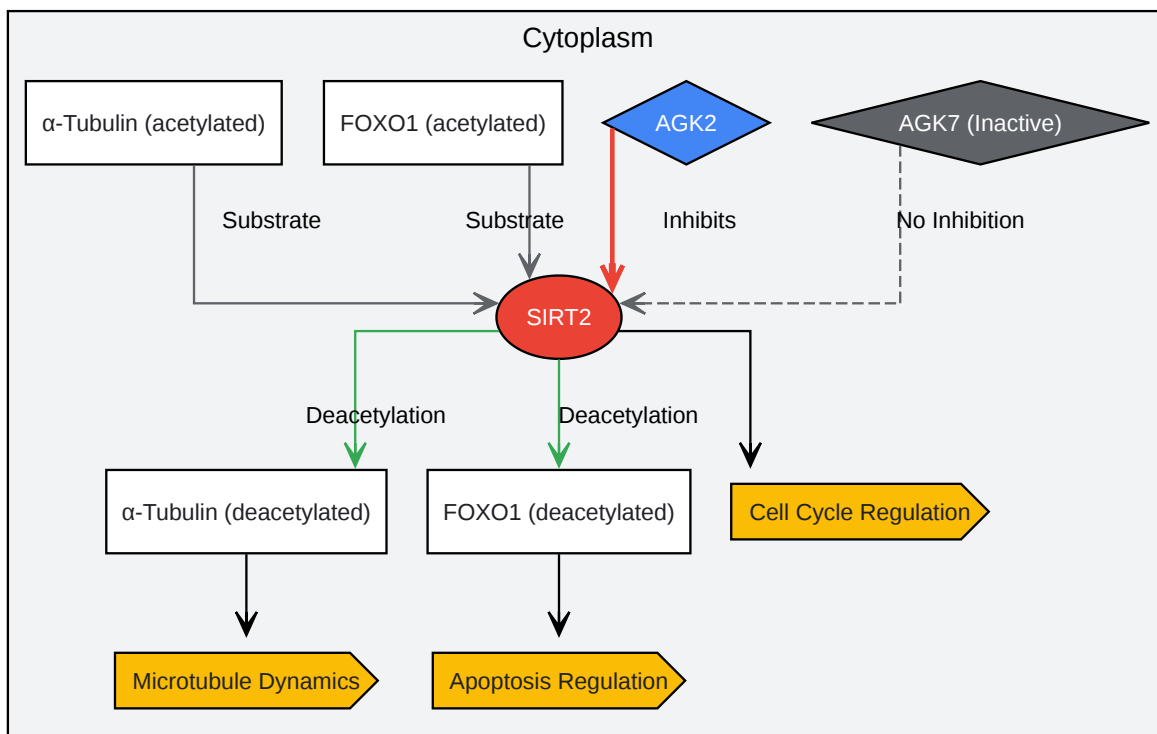 Cytoplasm
α-Tubulin (acetylated)
FOXO1 (acetylated)
AGK2
AGK7 (Inactive)
Substrate
Substrate
Inhibits
No Inhibition
SIRT2
Deacetylation
Deacetylation
α-Tubulin (deacetylated)
FOXO1 (deacetylated)
Cell Cycle Regulation
Microtubule Dynamics
Apoptosis Regulation